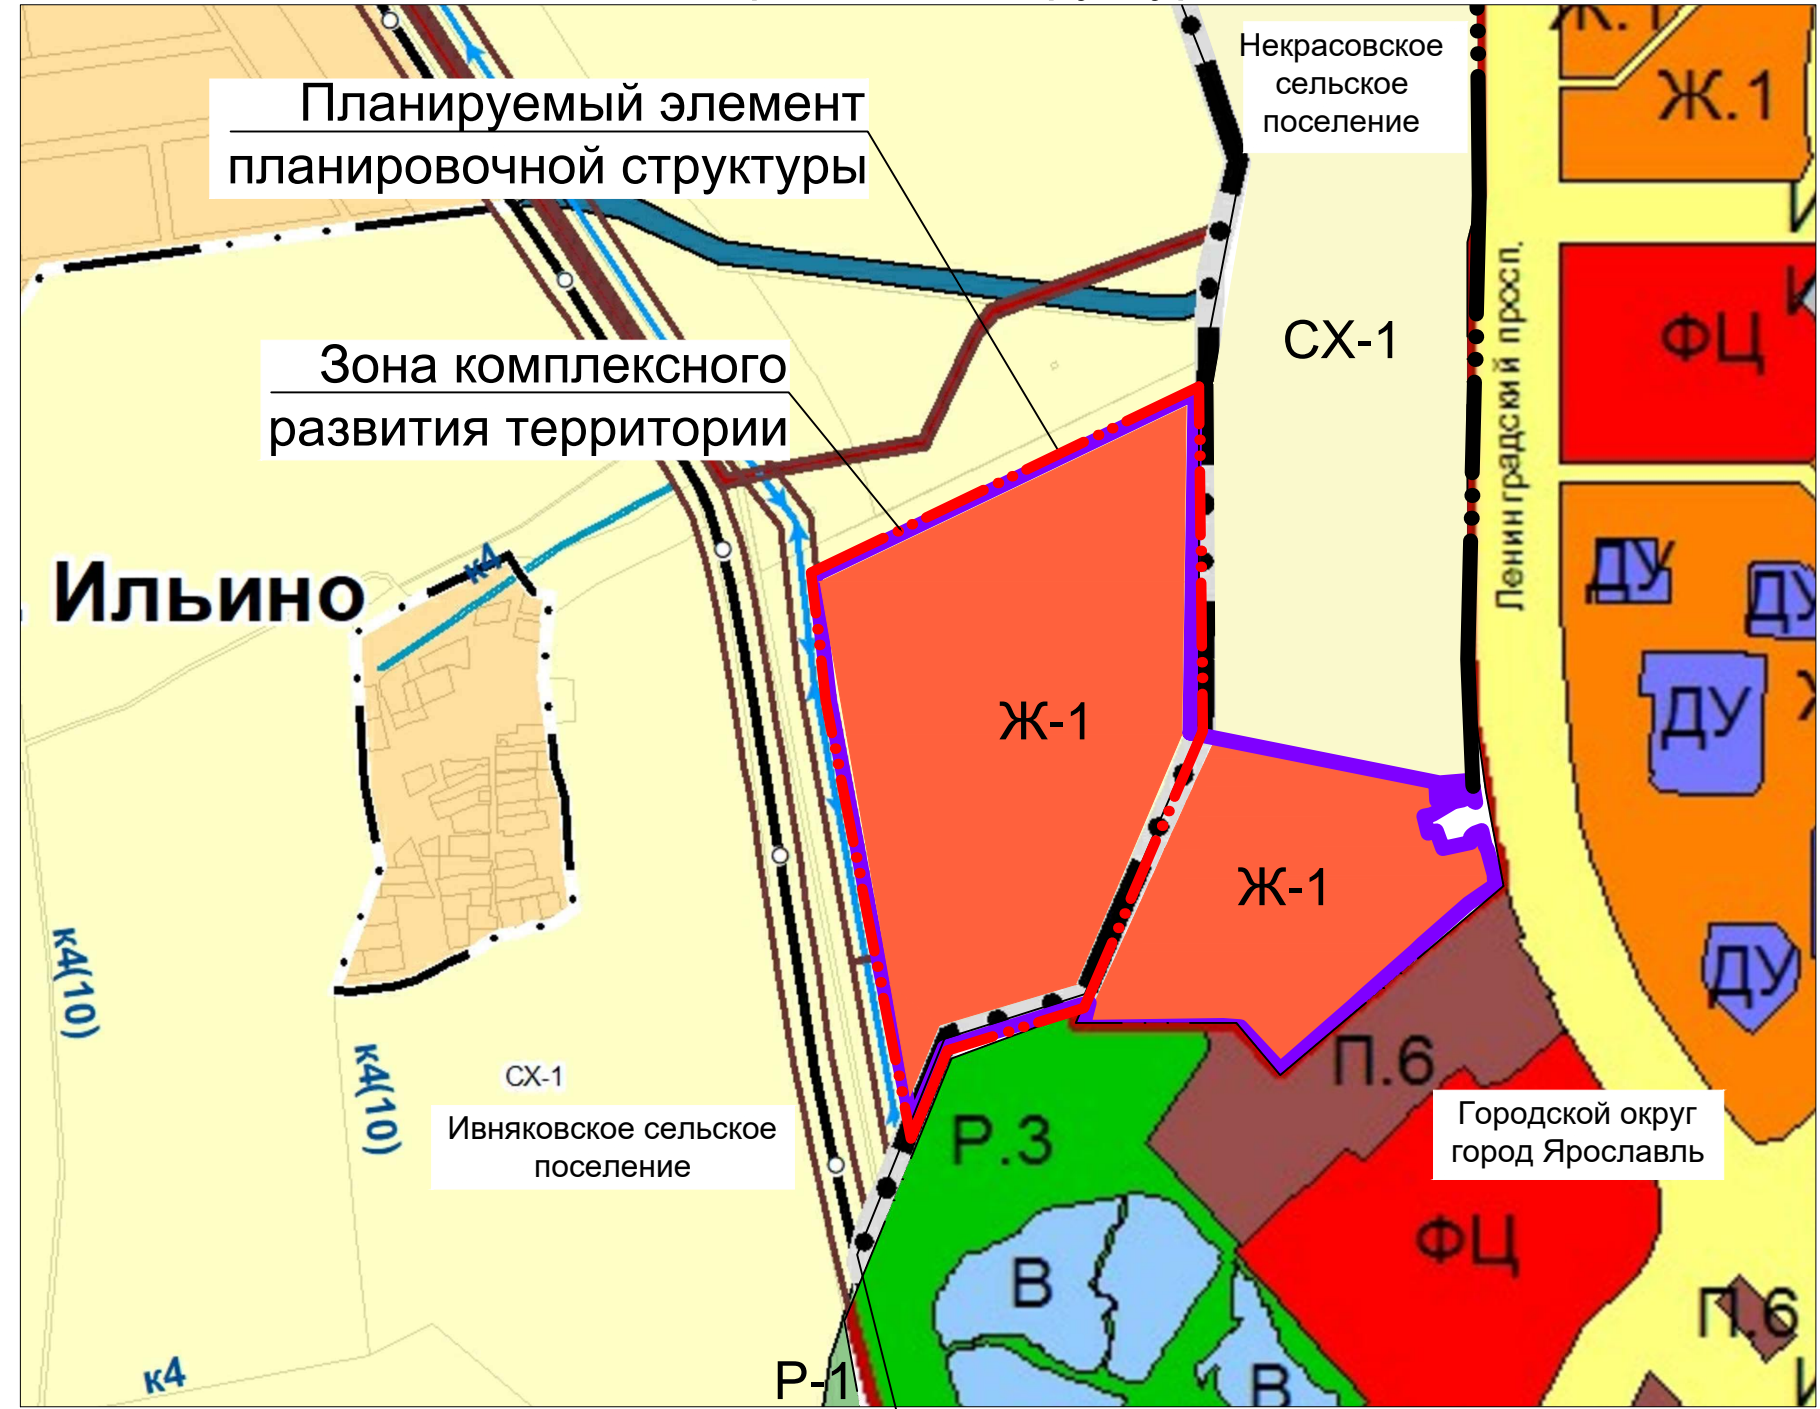 Некрасовское
сельское
поселение
Ж.1
Ж.1
Планируемый элемент
планировочной структуры
ФЦ
СХ-1
Ленинградский просп.
Зона комплексного
развития территории
Ильино
к4
ДУ
ДУ
ДУ
Ж-1
Ж-1
ДУ
к4(10)
к4(10)
СХ-1
П.6
Ивняковское сельское
поселение
Р.3
Городской округ
город Ярославль
ФЦ
В
П.6
к4
Р-1
В